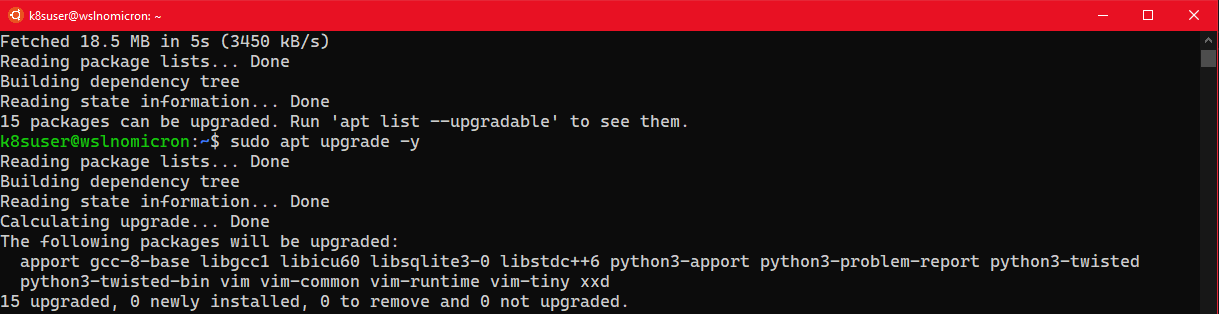 k8suser@wslnomicron: ~
Fetched 18.5 MB in 5s (3450 kB/s)
Reading package lists... Done
Building dependency tree
Reading state information... Done
15 packages can be upgraded. Run 'apt list --upgradable' to see them.
k8suser@wslnomicron:~$ sudo apt upgrade -y
Reading package lists... Done
Building dependency tree
Reading state information... Done
Calculating upgrade... Done
The following packages will be upgraded:
  apport gcc-8-base libgcc1 libicu60 libsqlite3-0 libstdc++6 python3-apport python3-problem-report python3-twisted
  python3-twisted-bin vim vim-common vim-runtime vim-tiny xxd
15 upgraded, 0 newly installed, 0 to remove and 0 not upgraded.